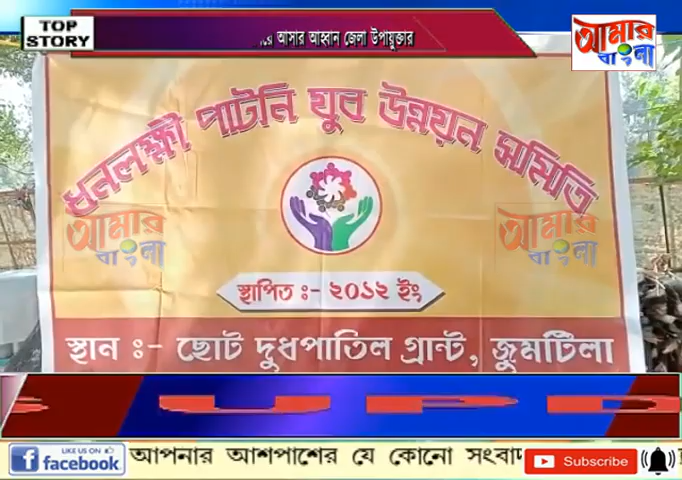 TOP
STORY
আসার আহ্বান জেলা উপায়ুক্তার
আমার
বাংলা
ধনলক্ষী পাটনি যুব উন্নয়ন সমিতি
আমার
বাংলা
আমার
বাংলা
স্থাপিত ঃ- ২০১২ ইং
স্থান ঃ- ছোট দুধপাতিল গ্রান্ট, জুমটিলা
S UPD
LIKE US ON
facebook
আপনার আশপাশের যে কোনো সংবাদ
Subscribe